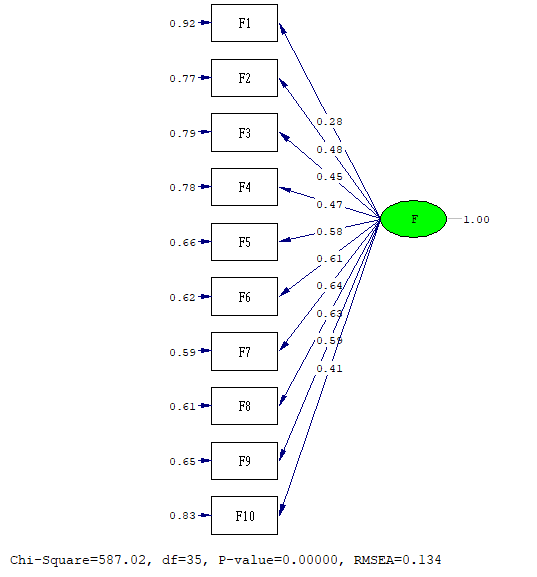 0.92 F1
0.77 F2
0.28
0.79 F3
0.48
0.45
0.78 F4
0.47
F 1.00
0.58
0.66 F5
0.61
0.64
0.62 F6
0.63
0.59
0.59 F7
0.41
0.61 F8
0.65 F9
0.83 F10
Chi-Square=587.02, df=35, P-value=0.00000, RMSEA=0.134